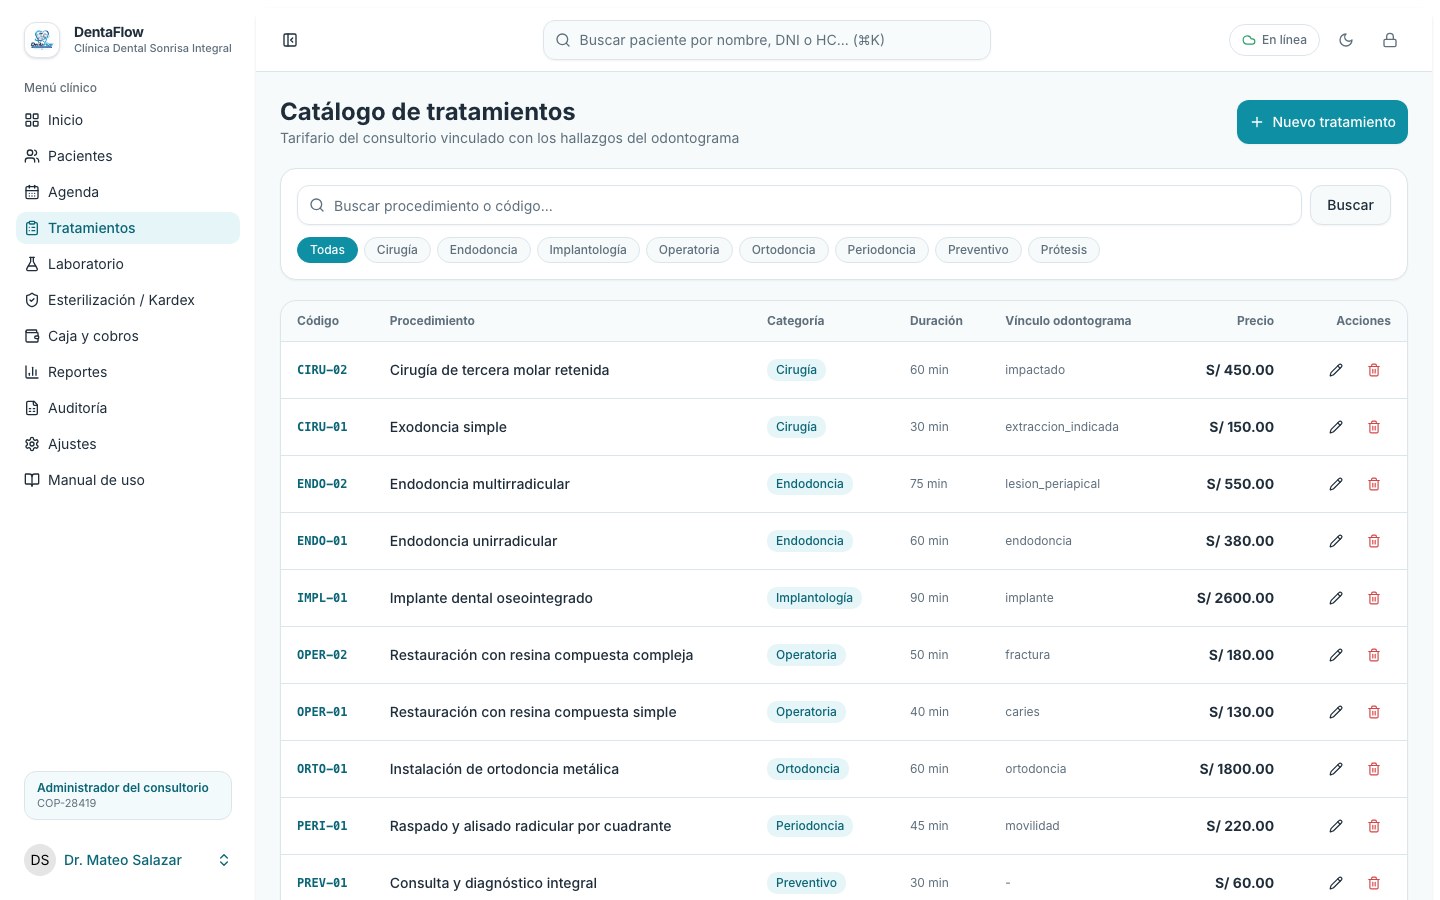 DentaFlow
Clínica Dental Sonrisa Integral
Menú clínico
Inicio
Pacientes
Agenda
Tratamientos
Laboratorio
Esterilización / Kardex
Caja y cobros
Reportes
Auditoría
Ajustes
Manual de uso
Administrador del consultorio
COP-28419
DS Dr. Mateo Salazar
Buscar paciente por nombre, DNI o HC... (⌘K)
En línea
Catálogo de tratamientos
Tarifario del consultorio vinculado con los hallazgos del odontograma
+ Nuevo tratamiento
Buscar procedimiento o código...
Buscar
Todas Cirugía Endodoncia Implantología Operatoria Ortodoncia Periodoncia Preventivo Prótesis
Código Procedimiento Categoría Duración Vínculo odontograma Precio Acciones
CIRU-02 Cirugía de tercera molar retenida Cirugía 60 min impactado S/ 450.00
CIRU-01 Exodoncia simple Cirugía 30 min extraccion_indicada S/ 150.00
ENDO-02 Endodoncia multirradicular Endodoncia 75 min lesion_periapical S/ 550.00
ENDO-01 Endodoncia unirradicular Endodoncia 60 min endodoncia S/ 380.00
IMPL-01 Implante dental oseointegrado Implantología 90 min implante S/ 2600.00
OPER-02 Restauración con resina compuesta compleja Operatoria 50 min fractura S/ 180.00
OPER-01 Restauración con resina compuesta simple Operatoria 40 min caries S/ 130.00
ORTO-01 Instalación de ortodoncia metálica Ortodoncia 60 min ortodoncia S/ 1800.00
PERI-01 Raspado y alisado radicular por cuadrante Periodoncia 45 min movilidad S/ 220.00
PREV-01 Consulta y diagnóstico integral Preventivo 30 min - S/ 60.00